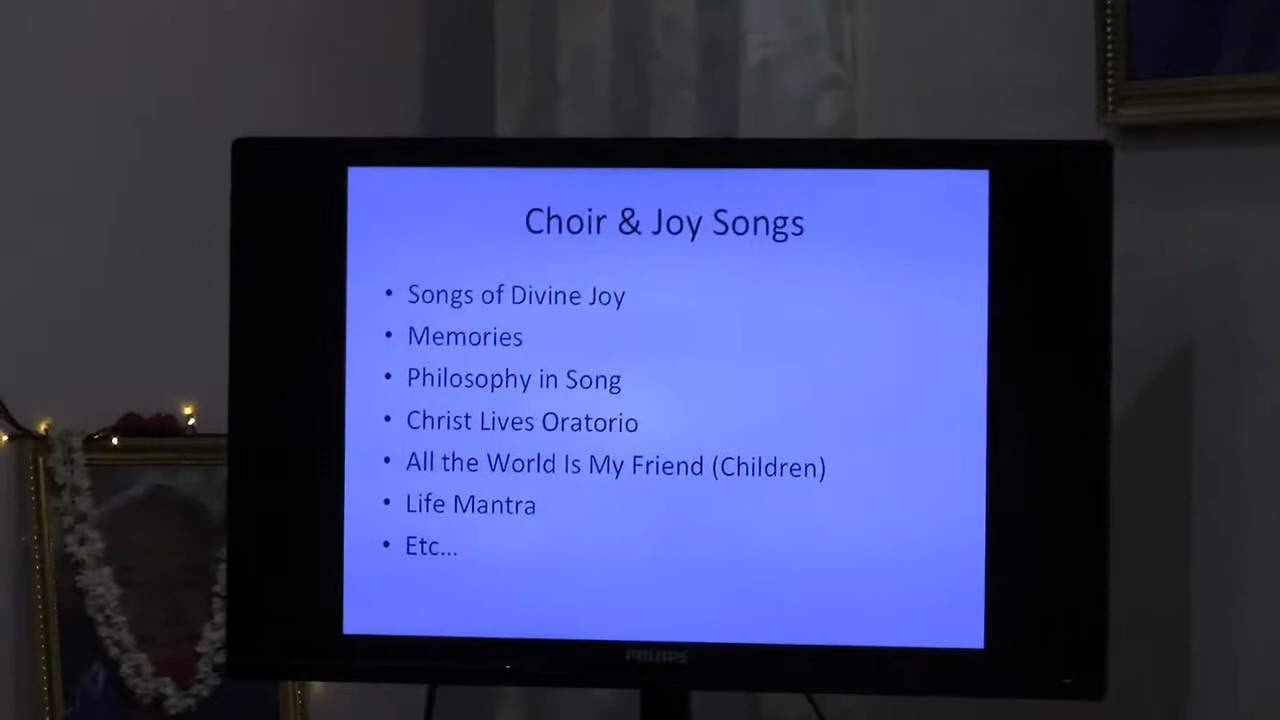 Choir & Joy Songs
• Songs of Divine Joy
• Memories
• Philosophy in Song
• Christ Lives Oratorio
• All the World Is My Friend (Children)
• Life Mantra
• Etc...
PHILIPS